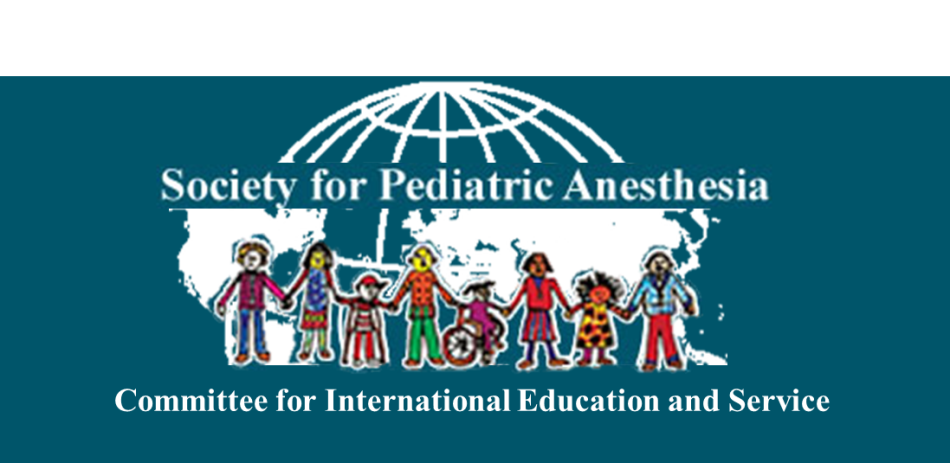 Society for Pediatric Anesthesia
Committee for International Education and Service